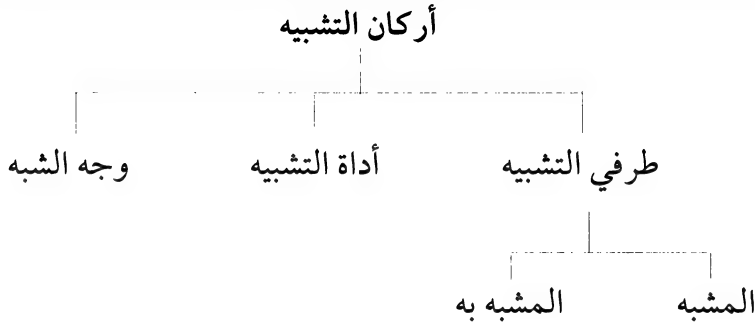 أركان التشبيه
طرفي التشبيه أداة التشبيه وجه الشبه
المشبه المشبه به